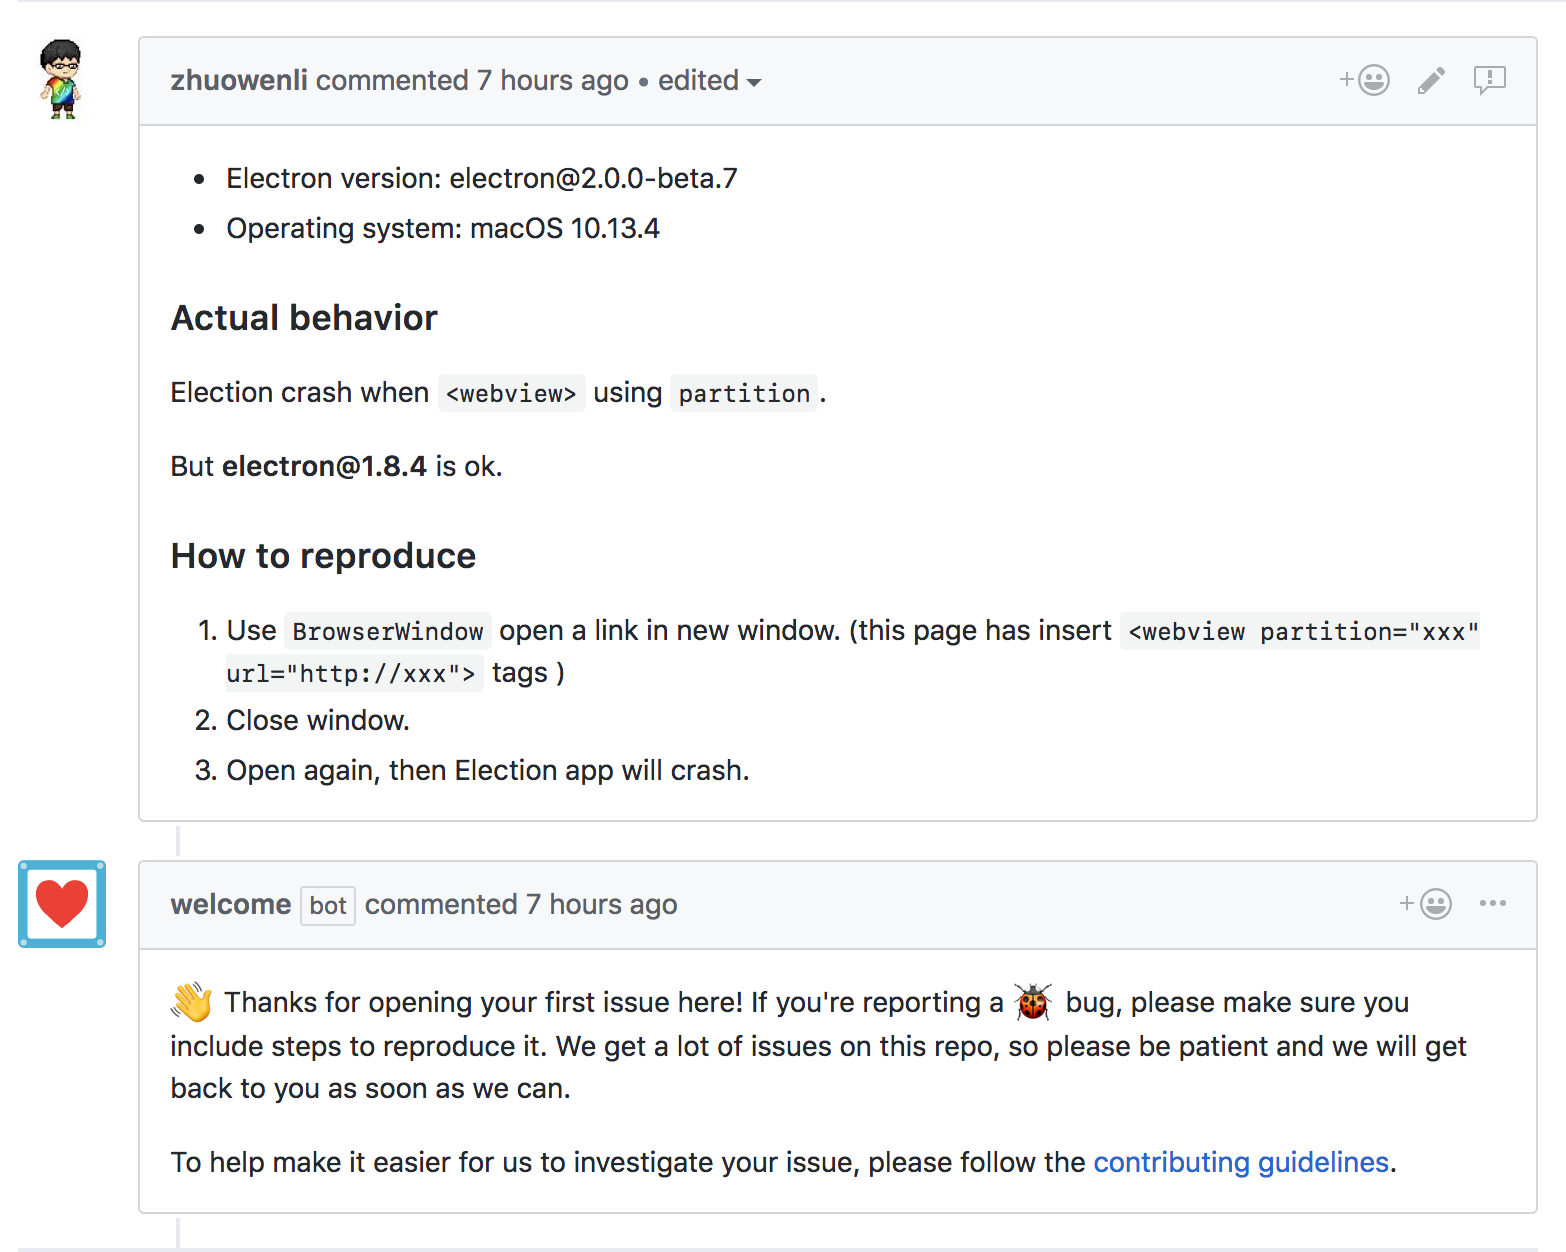 zhuowenli commented 7 hours ago • edited
• Electron version: electron@2.0.0-beta.7
• Operating system: macOS 10.13.4
Actual behavior
Election crash when <webview> using partition.
But electron@1.8.4 is ok.
How to reproduce
1. Use BrowserWindow open a link in new window. (this page has insert <webview partition="xxx"
url="http://xxx"> tags )
2. Close window.
3. Open again, then Election app will crash.
welcome bot commented 7 hours ago
👋 Thanks for opening your first issue here! If you're reporting a 🐞 bug, please make sure you
include steps to reproduce it. We get a lot of issues on this repo, so please be patient and we will get
back to you as soon as we can.
To help make it easier for us to investigate your issue, please follow the contributing guidelines.